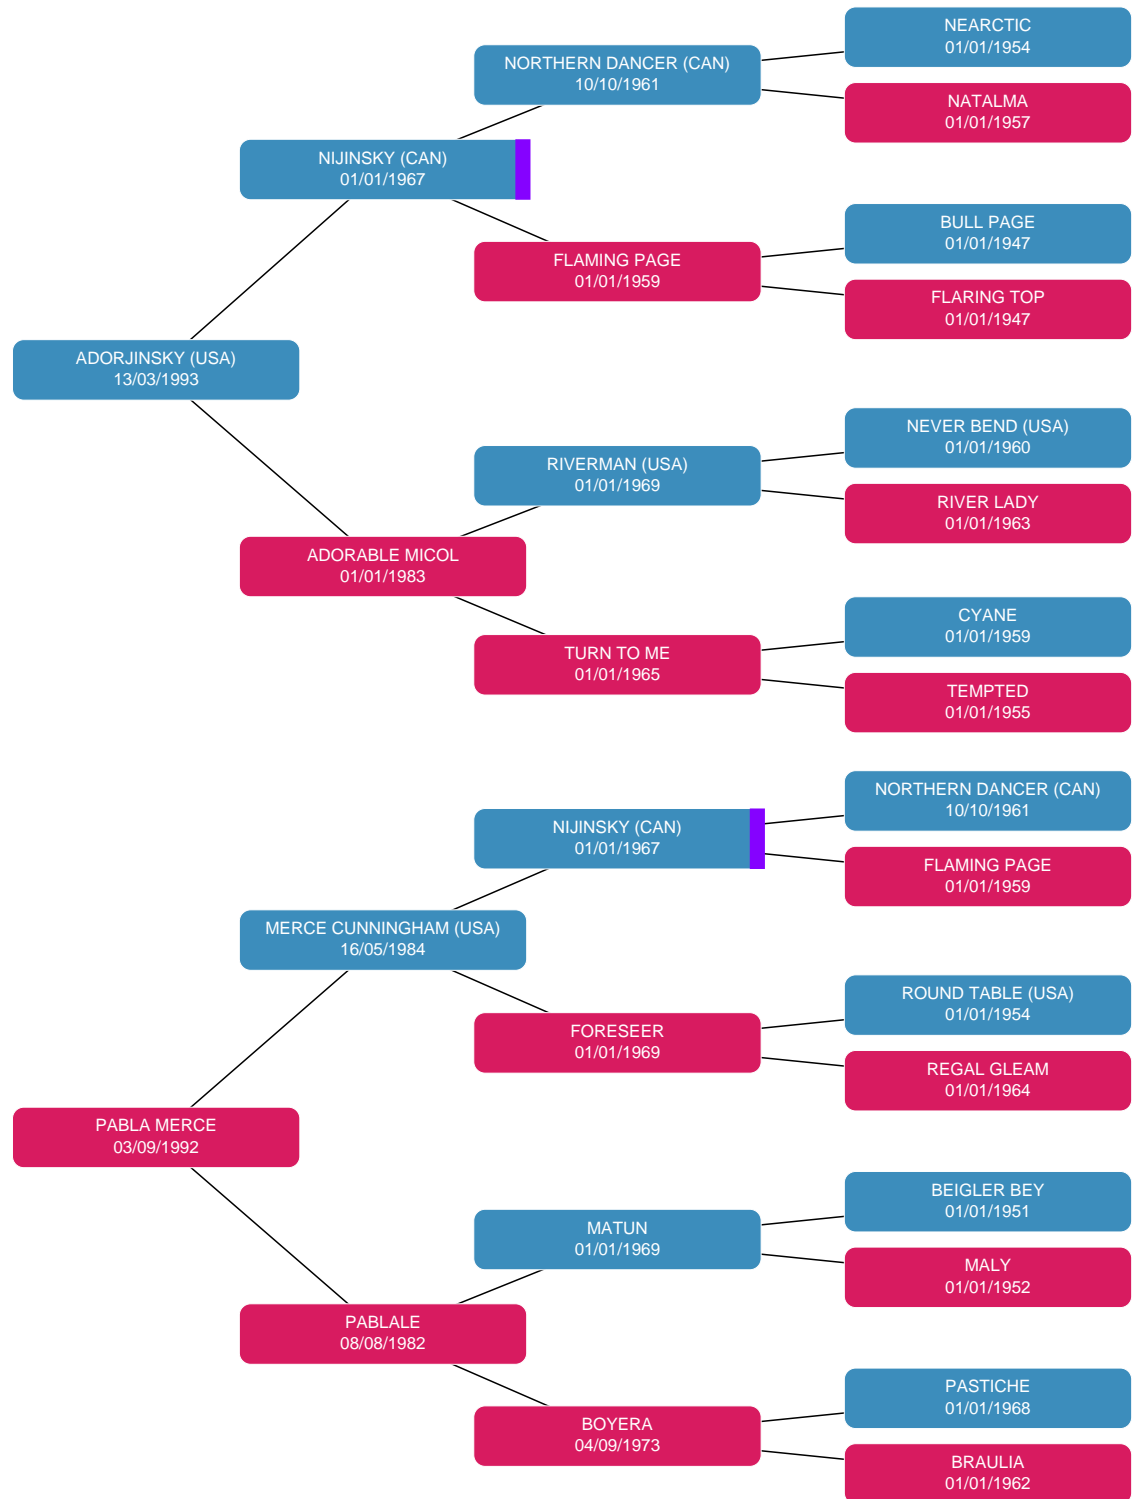 NEARCTIC
01/01/1954
NORTHERN DANCER (CAN)
10/10/1961
NATALMA
01/01/1957
NIJINSKY (CAN)
01/01/1967
BULL PAGE
01/01/1947
FLAMING PAGE
01/01/1959
FLARING TOP
01/01/1947
ADORJINSKY (USA)
13/03/1993
NEVER BEND (USA)
01/01/1960
RIVERMAN (USA)
01/01/1969
RIVER LADY
01/01/1963
ADORABLE MICOL
01/01/1983
CYANE
01/01/1959
TURN TO ME
01/01/1965
TEMPTED
01/01/1955
NORTHERN DANCER (CAN)
10/10/1961
NIJINSKY (CAN)
01/01/1967
FLAMING PAGE
01/01/1959
MERCE CUNNINGHAM (USA)
16/05/1984
ROUND TABLE (USA)
01/01/1954
FORESEER
01/01/1969
REGAL GLEAM
01/01/1964
PABLA MERCE
03/09/1992
BEIGLER BEY
01/01/1951
MATUN
01/01/1969
MALY
01/01/1952
PABLALE
08/08/1982
PASTICHE
01/01/1968
BOYERA
04/09/1973
BRAULIA
01/01/1962